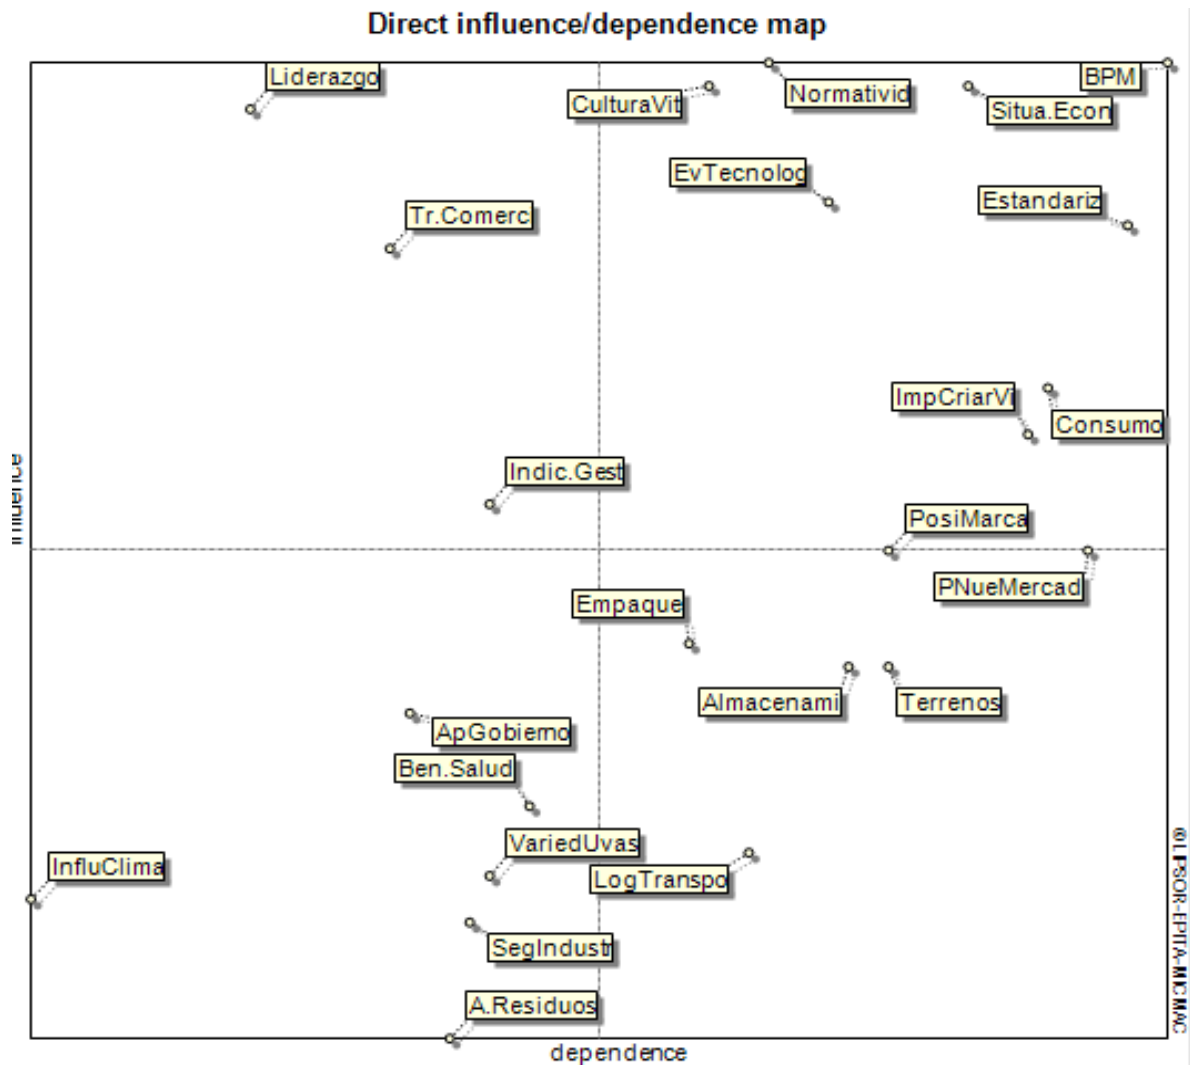 Direct influence/dependence map
Liderazgo
BPM
CulturaVit
Normativid
Situa.Econ
EvTecnolog
Estandariz
Tr.Comerc
ImpCriarVi
Consumo
Indic.Gest
PosiMarca
influence
PNueMercad
Empaque
Almacenami
Terrenos
ApGobierno
Ben.Salud
VariedUvas
InfluClima
LogTranspo
SegIndustr
A.Residuos
dependence
©LIPSOR-EPITA-MICMAC